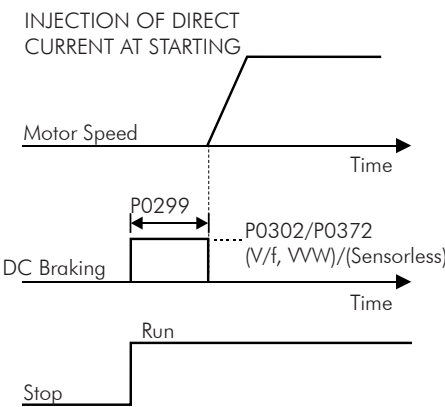 INJECTION OF DIRECT
CURRENT AT STARTING
Motor Speed
Time
P0299
P0302/P0372
(V/f, VVW)/(Sensorless)
DC Braking
Time
Run
Stop